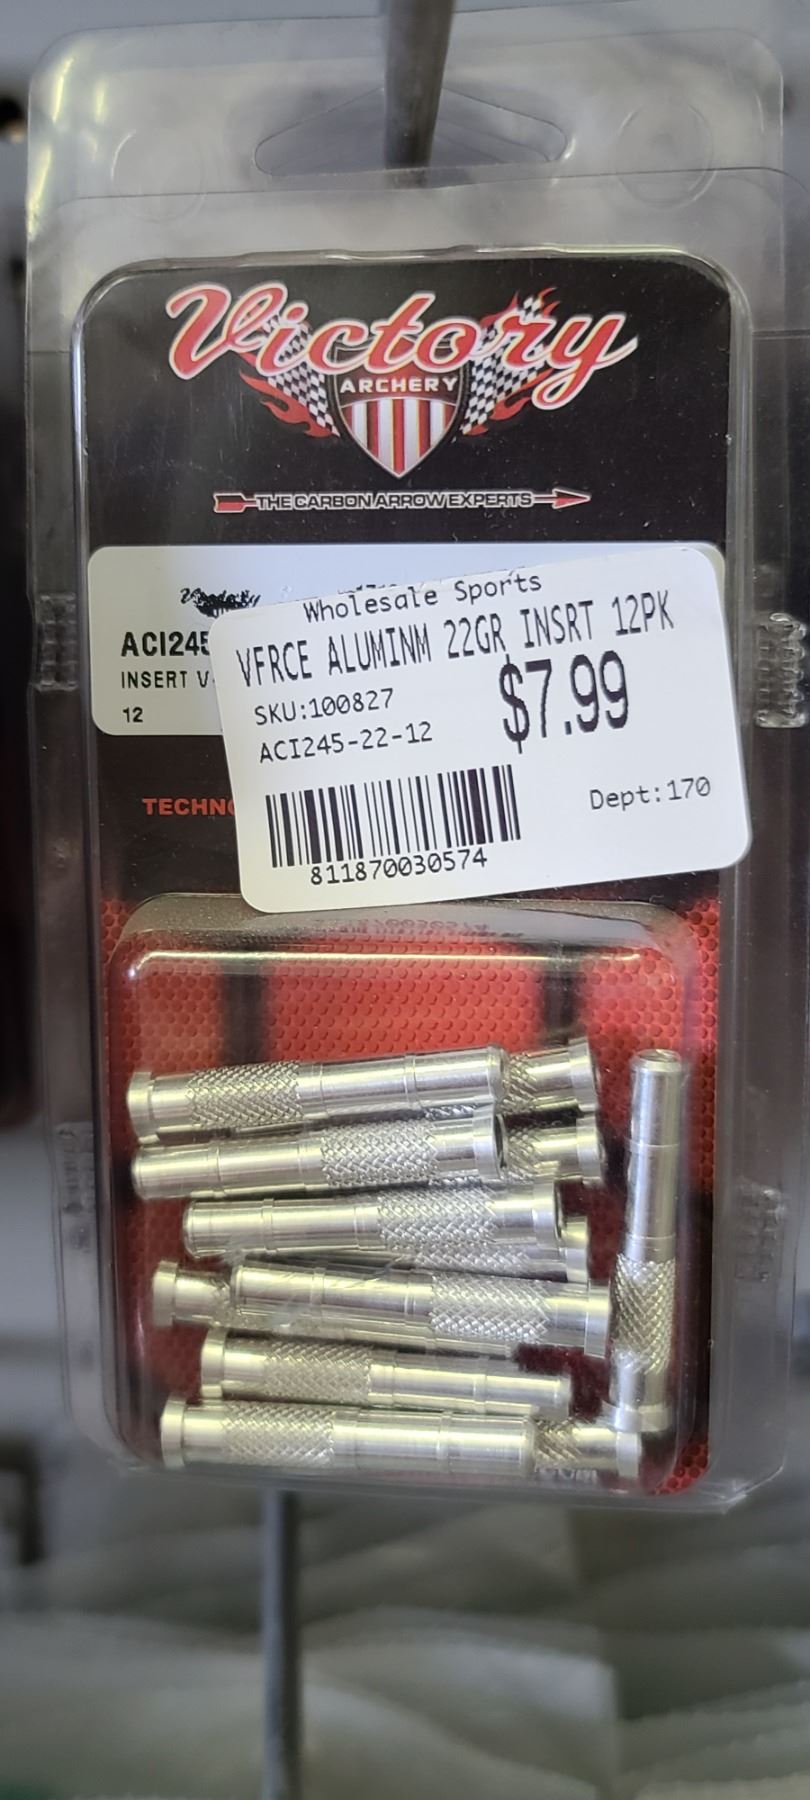 Victory
ARCHERY
THE CARBON ARROW EXPERTS
Wholesale Sports
VFRCE ALUMINM 22GR INSRT 12PK
SKU:100827
$7.99
ACI245-22-12
Dept:170
811870030574
ACI245
INSERT V
12
TECHNO